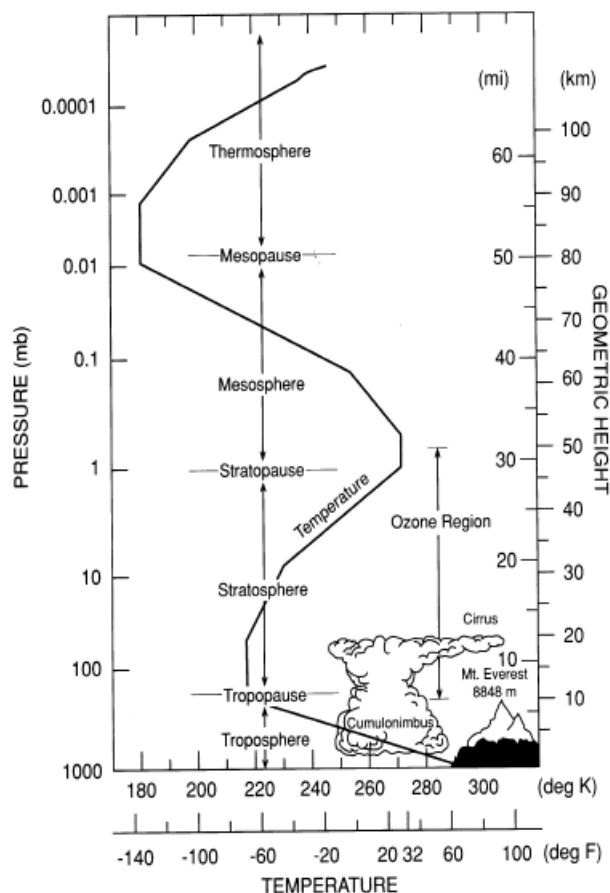 (mi)
(km)
0.0001
100
Thermosphere
60
0.001
90
Mesopause
50
80
0.01
70
0.1
40
60
Mesosphere
50
1
Stratopause
30
Temperature
40
Ozone Region
20
10
30
Stratosphere
Cirrus
20
100
10
Mt. Everest
8848 m
Tropopause
10
Cumulonimbus
Troposphere
1000
PRESSURE (mb)
GEOMETRIC HEIGHT
180 200 220 240 260 280 300 (deg K)
-140 -100 -60 -20 20 32 60 100 (deg F)
TEMPERATURE